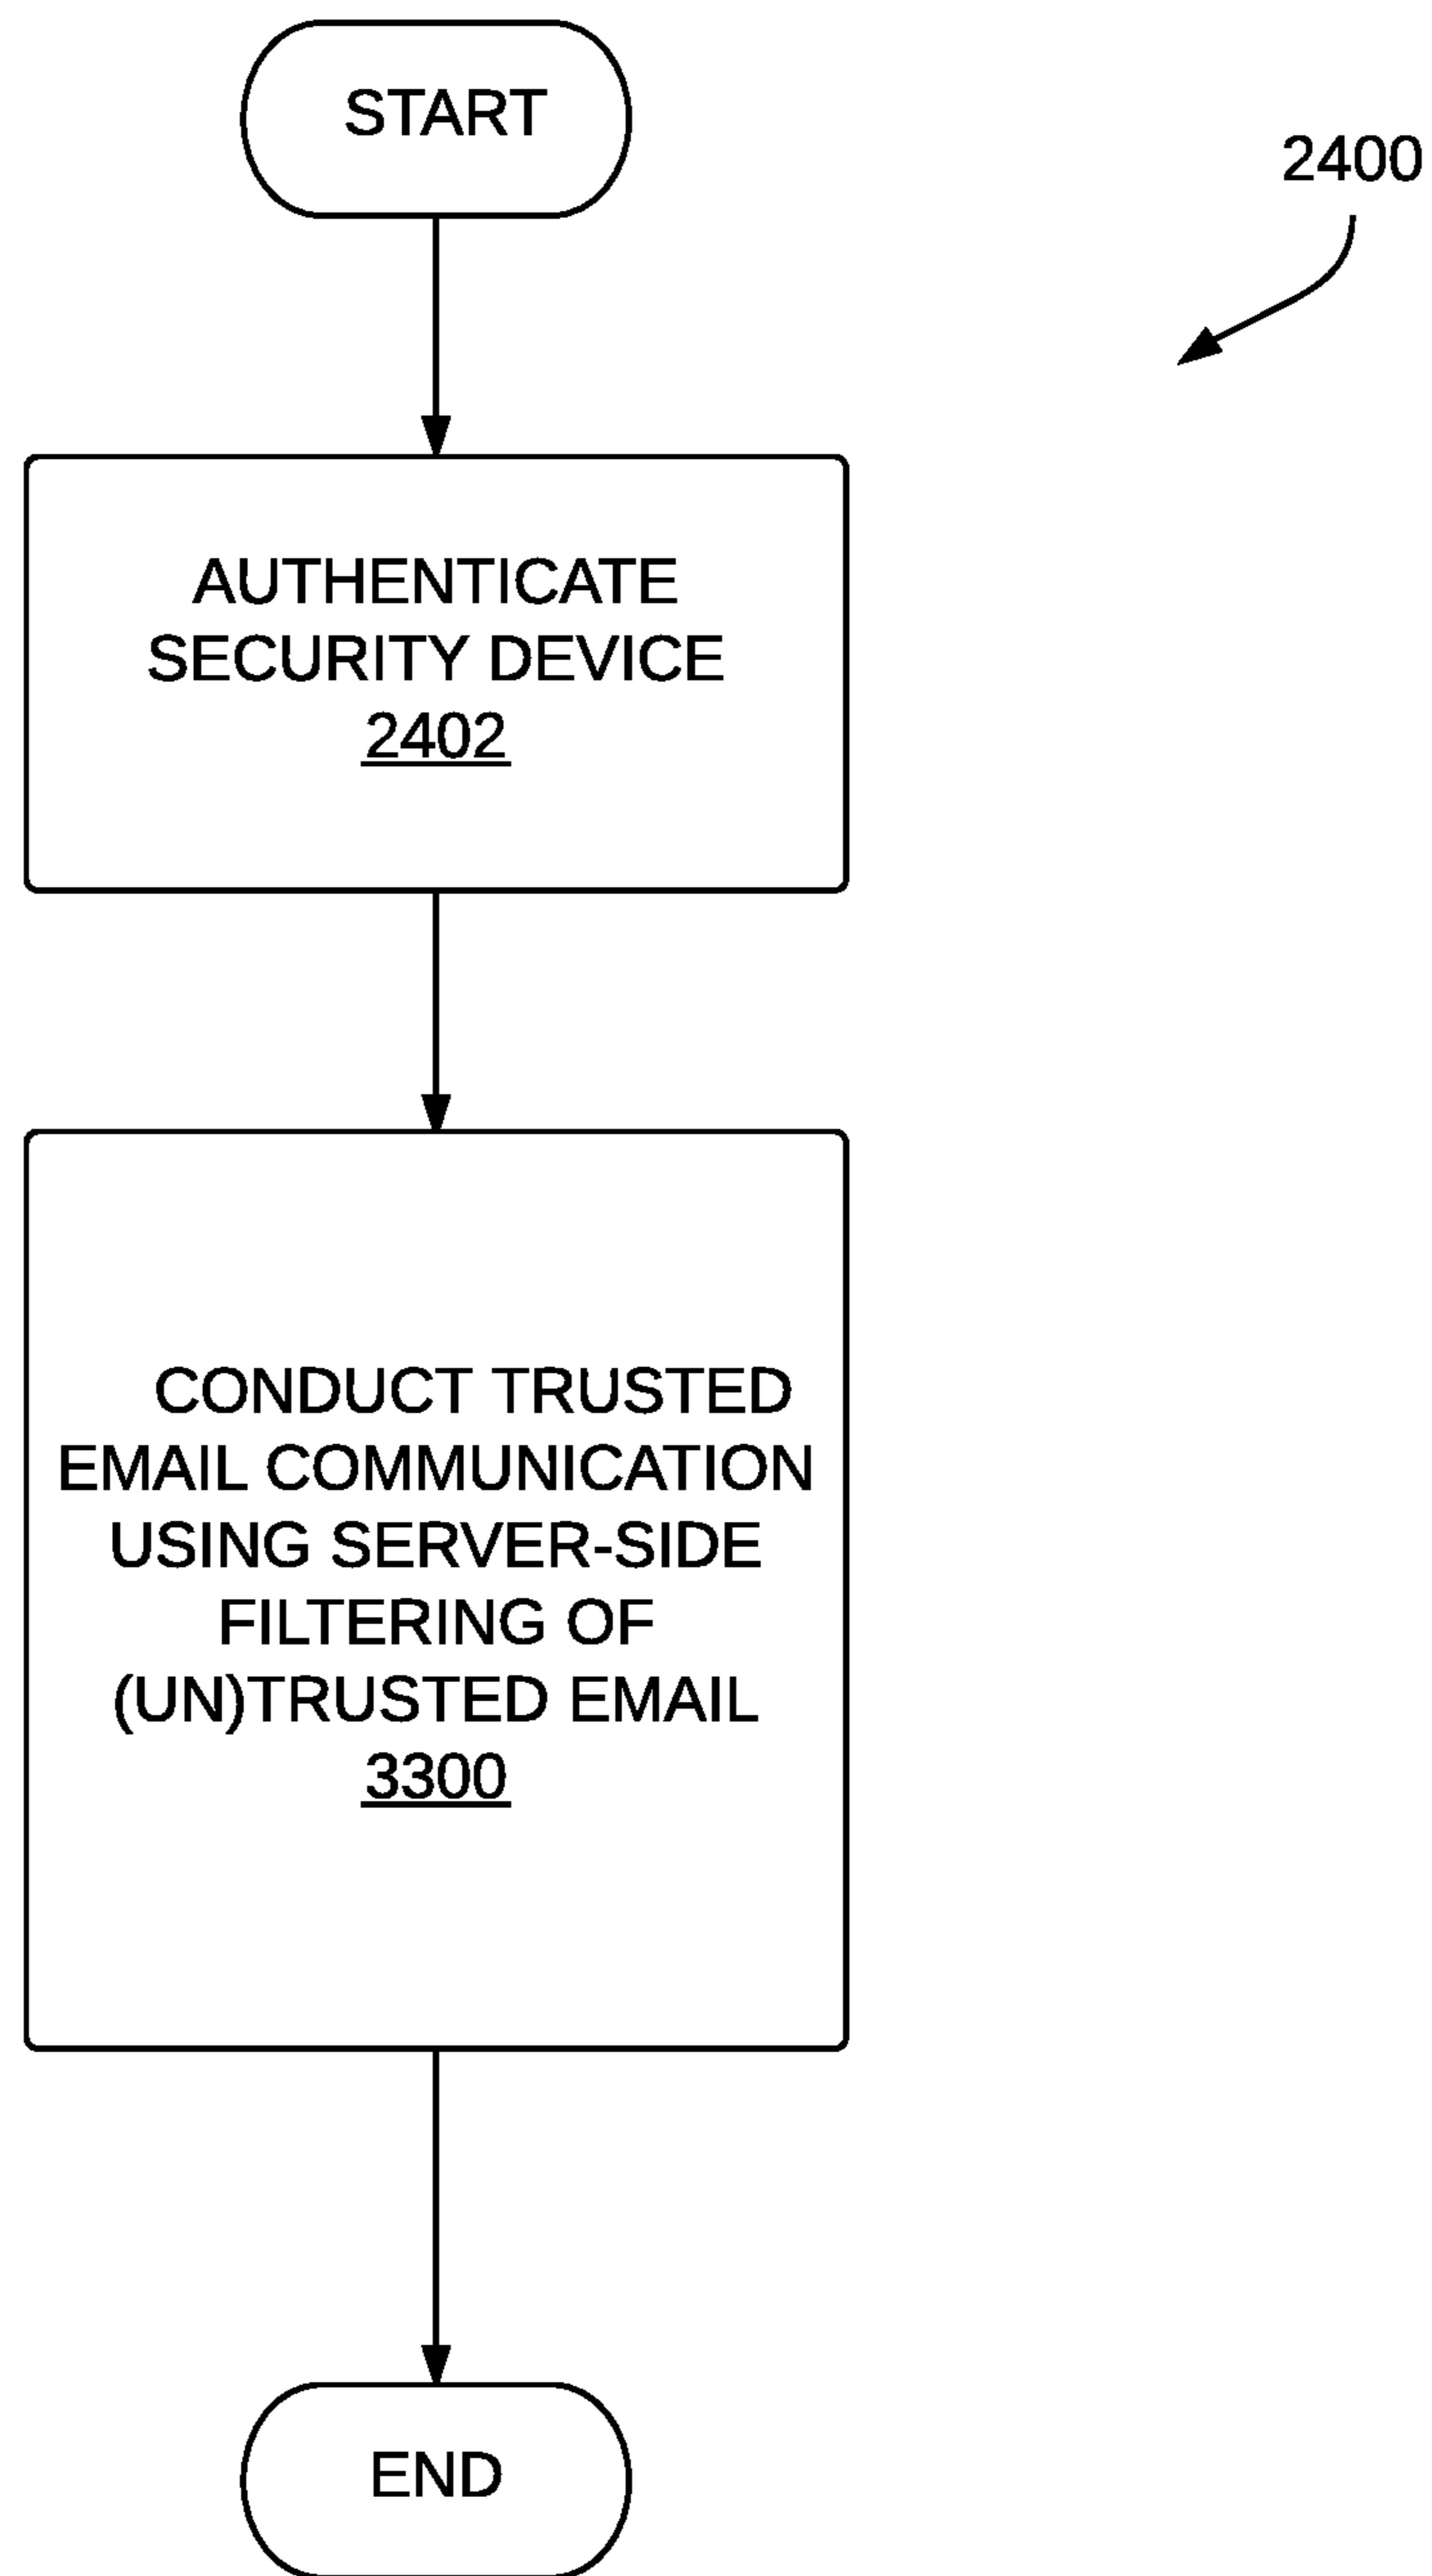 START
2400
AUTHENTICATE
SECURITY DEVICE
2402
CONDUCT TRUSTED
EMAIL COMMUNICATION
USING SERVER-SIDE
FILTERING OF
(UN)TRUSTED EMAIL
3300
END